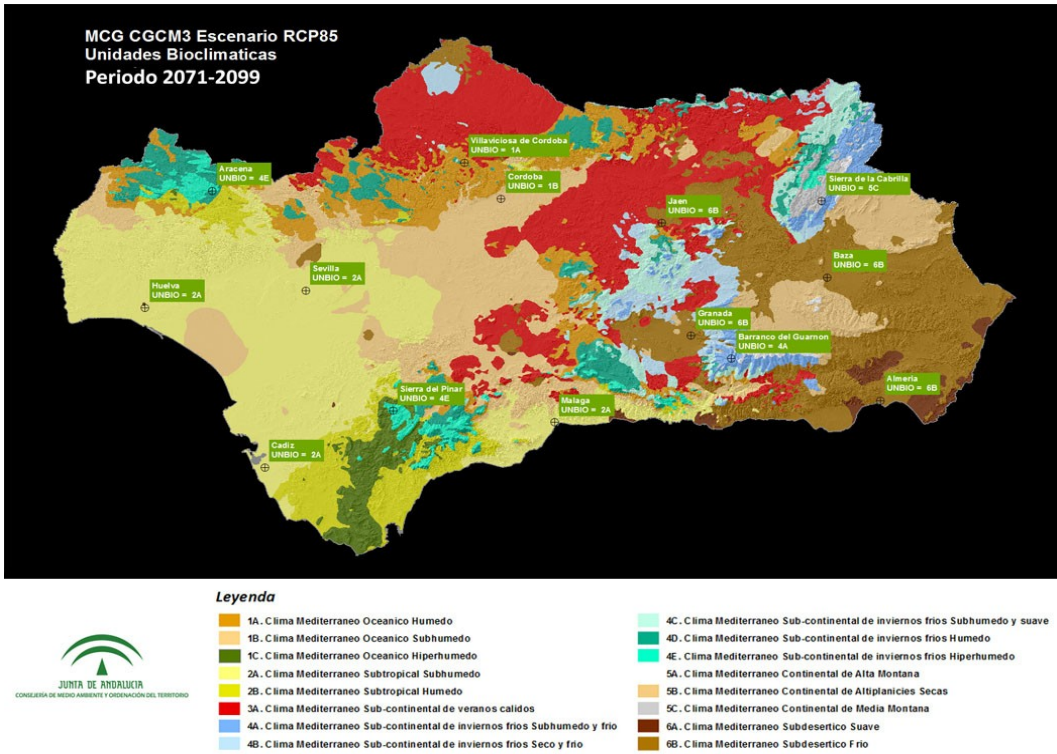 MCG CGCM3 Escenario RCP85
Unidades Bioclimaticas
Periodo 2071-2099
Villaviciosa de Cordoba
UNBIO = 1A
Aracena
UNBIO = 4E
Cordoba
UNBIO = 1B
Sierra de la Cabrilla
UNBIO = 5C
Jaen
UNBIO = 6B
Sevilla
UNBIO = 2A
Baza
UNBIO = 6B
Huelva
UNBIO = 2A
Granada
UNBIO = 6B
Barranco del Guarnon
UNBIO = 4A
Sierra del Pinar
UNBIO = 4E
Almeria
UNBIO = 6B
Malaga
UNBIO = 2A
Cadiz
UNBIO = 2A
Leyenda
1A. Clima Mediterraneo Oceanico Humedo
1B. Clima Mediterraneo Oceanico Subhumedo
1C. Clima Mediterraneo Oceanico Hiperhumedo
2A. Clima Mediterraneo Subtropical Subhumedo
2B. Clima Mediterraneo Subtropical Humedo
3A. Clima Mediterraneo Sub-continental de veranos calidos
4A. Clima Mediterraneo Sub-continental de inviernos frios Subhumedo y frio
4B. Clima Mediterraneo Sub-continental de inviernos frios Seco y frio
4C. Clima Mediterraneo Sub-continental de inviernos frios Subhumedo y suave
4D. Clima Mediterraneo Sub-continental de inviernos frios Humedo
4E. Clima Mediterraneo Sub-continental de inviernos frios Hiperhumedo
5A. Clima Mediterraneo Continental de Alta Montana
5B. Clima Mediterraneo Continental de Altiplanicies Secas
5C. Clima Mediterraneo Continental de Media Montana
6A. Clima Mediterraneo Subdesertico Suave
6B. Clima Mediterraneo Subdesertico Frio
JUNTA DE ANDALUCIA
CONSEJERÍA DE MEDIO AMBIENTE Y ORDENACIÓN DEL TERRITORIO